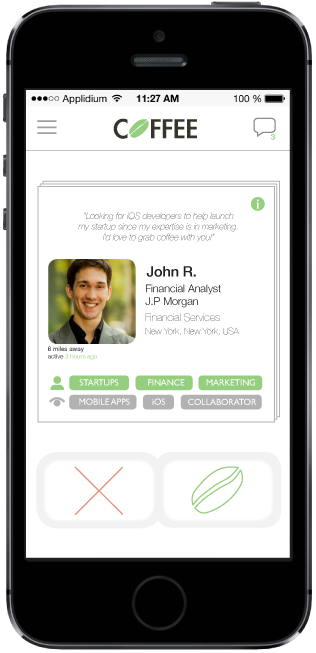 Applidium 11:27 AM 100 %
COFFEE
3
"Looking for iOS developers to help launch
my startup since my expertise is in marketing.
I'd love to grab coffee with you!"
i
John R.
Financial Analyst
J.P Morgan
Financial Services
New York, New York, USA
6 miles away
active 3 hours ago
STARTUPS FINANCE MARKETING
MOBILE APPS iOS COLLABORATOR